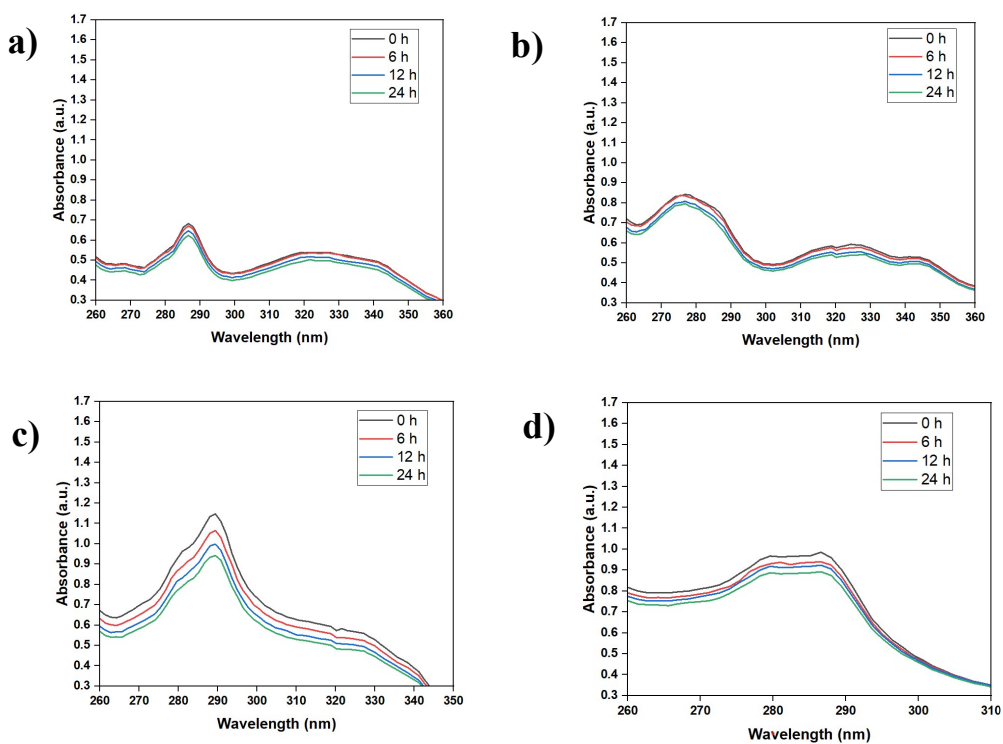 a)
1.7
1.6
1.5
1.4
1.3
1.2
1.1
1.0
0.9
0.8
0.7
0.6
0.5
0.4
0.3
Absorbance (a.u.)
0 h
6 h
12 h
24 h
260 270 280 290 300 310 320 330 340 350 360
Wavelength (nm)
b)
1.7
1.6
1.5
1.4
1.3
1.2
1.1
1.0
0.9
0.8
0.7
0.6
0.5
0.4
0.3
Absorbance (a.u.)
0 h
6 h
12 h
24 h
260 270 280 290 300 310 320 330 340 350 360
Wavelength (nm)
c)
1.7
1.6
1.5
1.4
1.3
1.2
1.1
1.0
0.9
0.8
0.7
0.6
0.5
0.4
0.3
Absorbance (a.u.)
0 h
6 h
12 h
24 h
260 270 280 290 300 310 320 330 340 350
Wavelength (nm)
d)
1.7
1.6
1.5
1.4
1.3
1.2
1.1
1.0
0.9
0.8
0.7
0.6
0.5
0.4
0.3
Absorbance (a.u.)
0 h
6 h
12 h
24 h
260 270 280 290 300 310
Wavelength (nm)